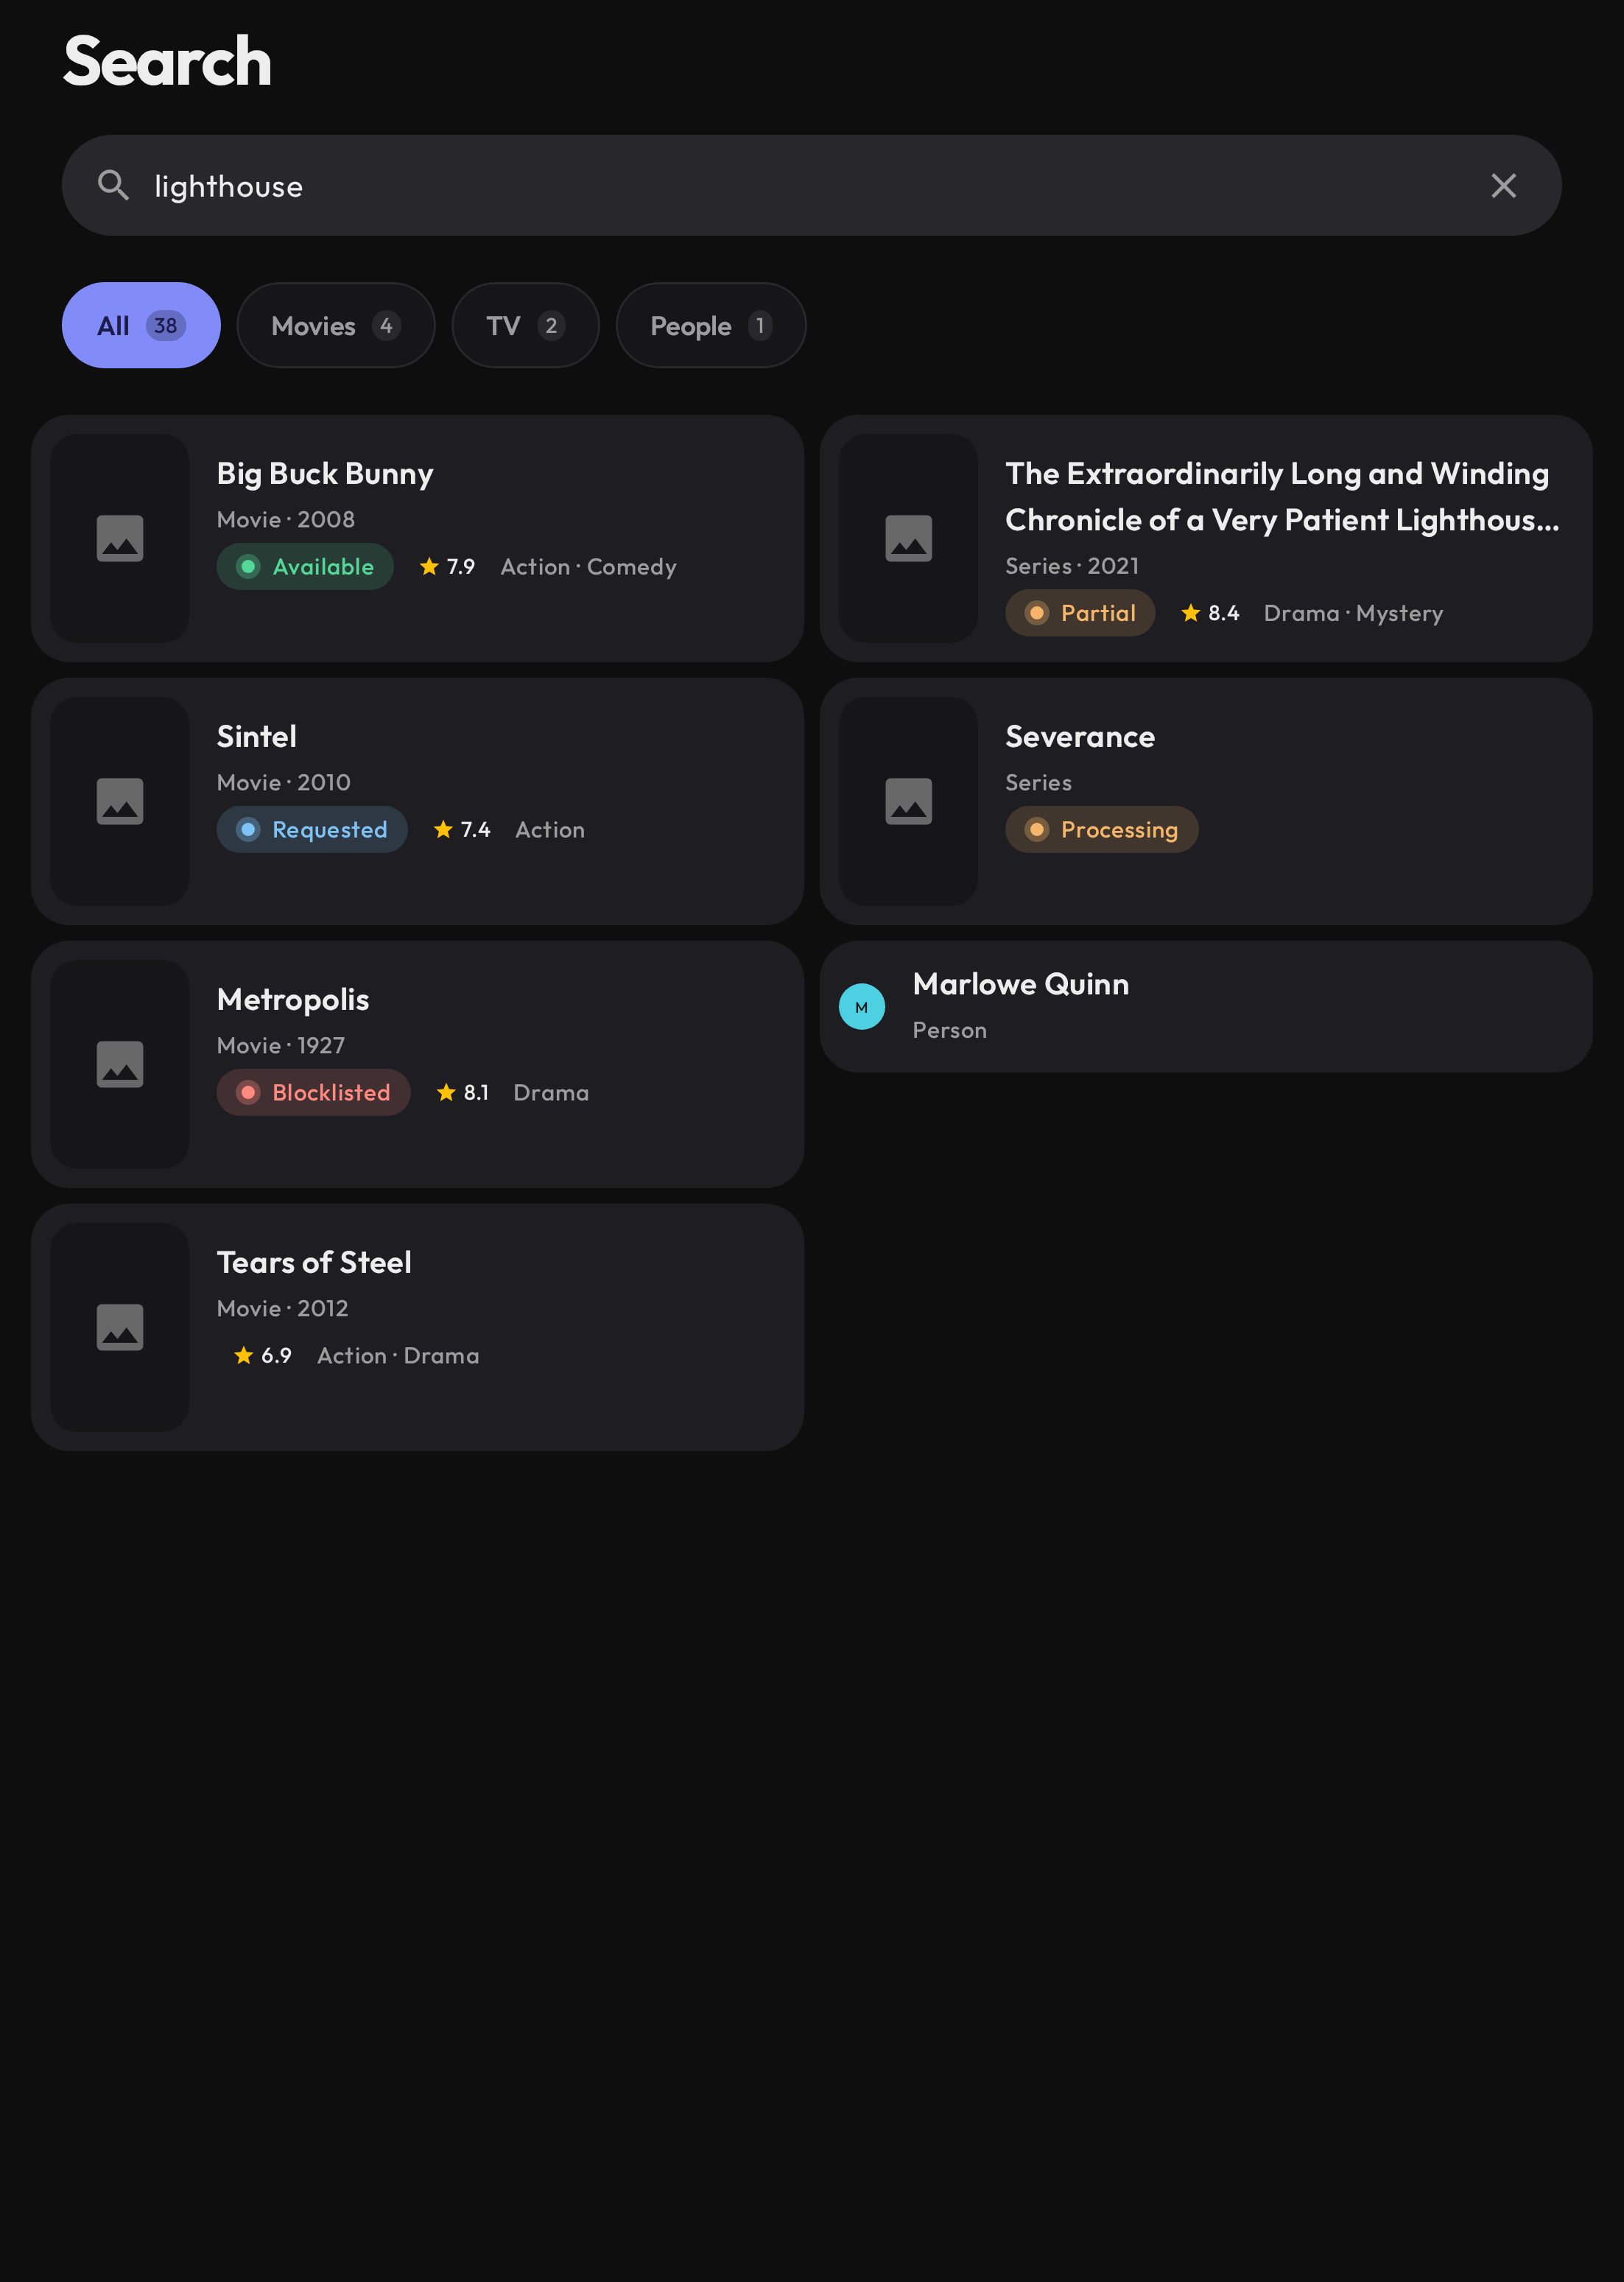 Search
lighthouse
All 38 Movies 4 TV 2 People 1
Big Buck Bunny
Movie · 2008
Available 7.9 Action · Comedy
The Extraordinarily Long and Winding
Chronicle of a Very Patient Lighthous...
Series · 2021
Partial 8.4 Drama · Mystery
Sintel
Movie · 2010
Requested 7.4 Action
Severance
Series
Processing
Metropolis
Movie · 1927
Blocklisted 8.1 Drama
M
Marlowe Quinn
Person
Tears of Steel
Movie · 2012
6.9 Action · Drama